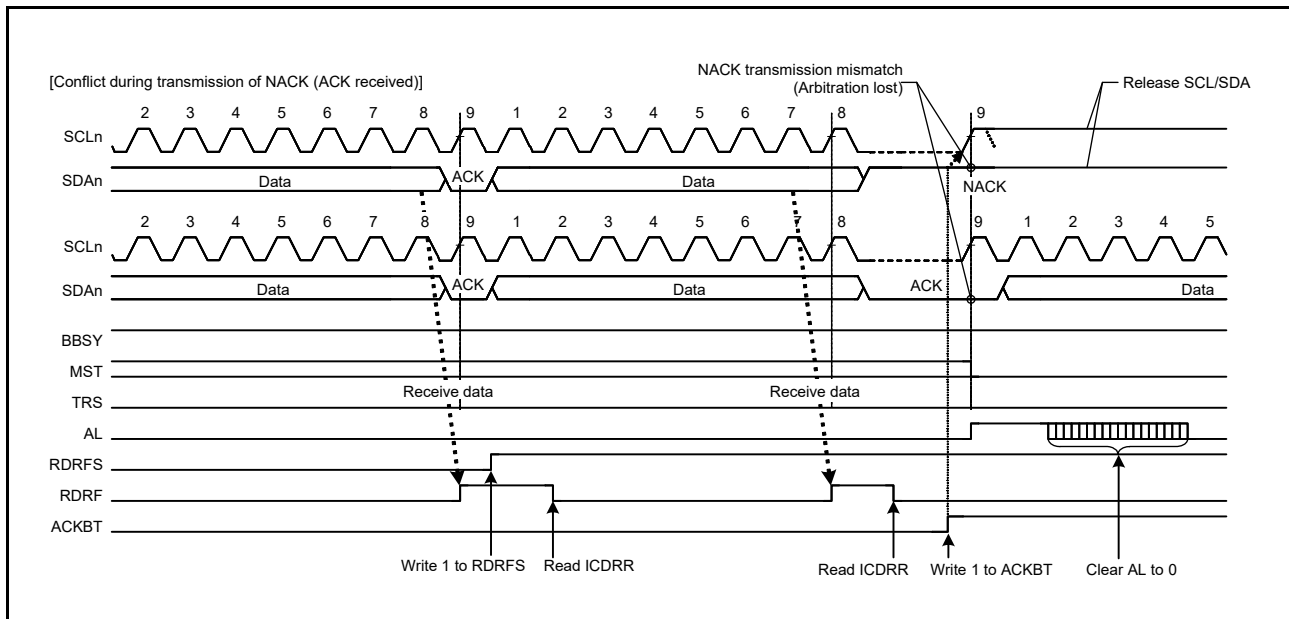 [Conflict during transmission of NACK (ACK received)]
NACK transmission mismatch
(Arbitration lost)
Release SCL/SDA
2 3 4 5 6 7 8 9 1 2 3 4 5 6 7 8 9
SCLn
SDAn
Data ACK Data NACK
2 3 4 5 6 7 8 9 1 2 3 4 5 6 7 8 9 1 2 3 4 5
SCLn
SDAn
Data ACK Data ACK Data
BBSY
MST
Receive data Receive data
TRS
AL
RDRFS
RDRF
ACKBT
Write 1 to RDRFS Read ICDRR Read ICDRR Write 1 to ACKBT Clear AL to 0